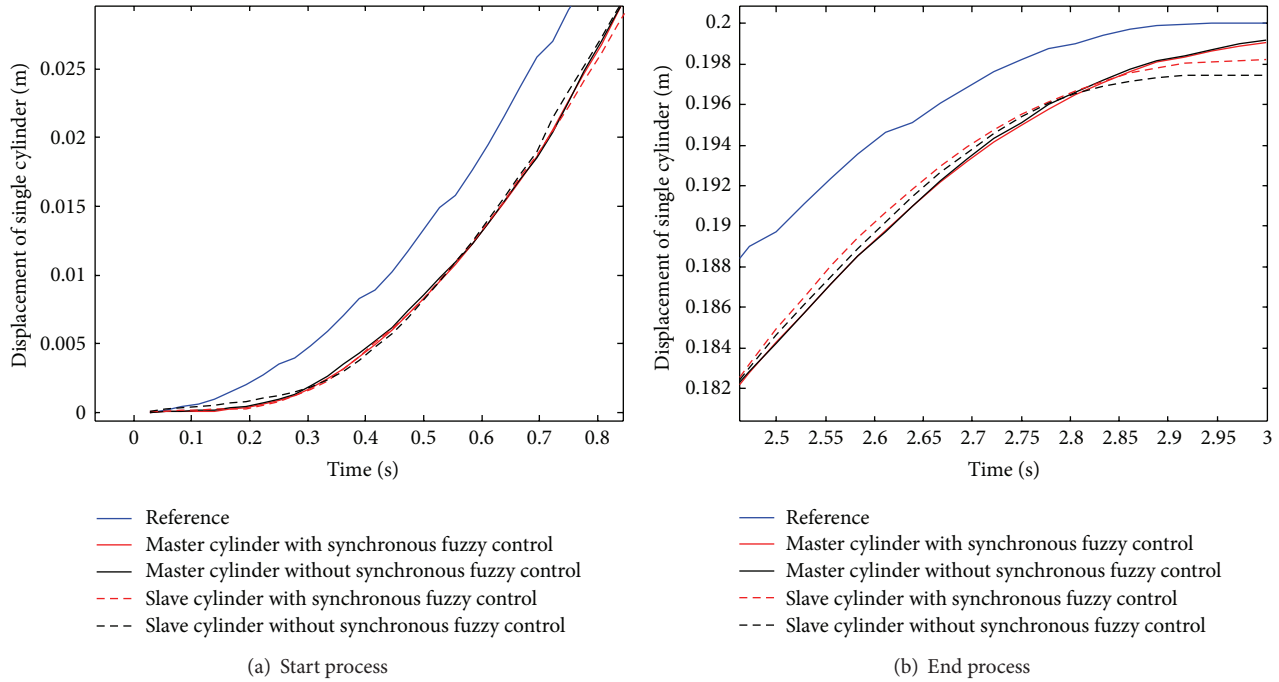 Displacement of single cylinder (m)
0.025
0.02
0.015
0.01
0.005
0
0 0.1 0.2 0.3 0.4 0.5 0.6 0.7 0.8
Time (s)
Reference
Master cylinder with synchronous fuzzy control
Master cylinder without synchronous fuzzy control
Slave cylinder with synchronous fuzzy control
Slave cylinder without synchronous fuzzy control
(a) Start process
Displacement of single cylinder (m)
0.2
0.198
0.196
0.194
0.192
0.19
0.188
0.186
0.184
0.182
2.5 2.55 2.6 2.65 2.7 2.75 2.8 2.85 2.9 2.95 3
Time (s)
Reference
Master cylinder with synchronous fuzzy control
Master cylinder without synchronous fuzzy control
Slave cylinder with synchronous fuzzy control
Slave cylinder without synchronous fuzzy control
(b) End process